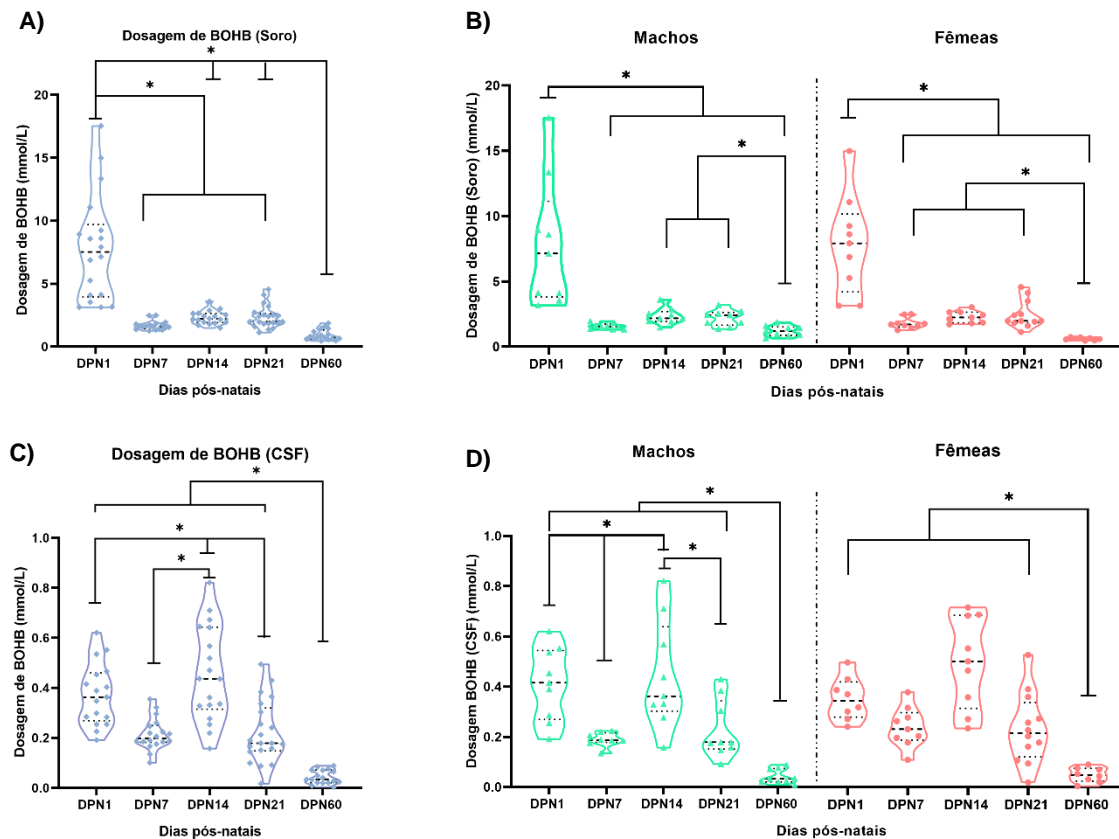 A)
Dosagem de BOHB (Soro)
*
*
Dosagem de BOHB (mmol/L)
20
15
10
5
0
DPN1 DPN7 DPN14 DPN21 DPN60
Dias pós-natais
B)
Machos
Fêmeas
*
*
*
*
Dosagem de BOHB (Soro) (mmol/L)
20
15
10
5
0
DPN1 DPN7 DPN14 DPN21 DPN60
DPN1 DPN7 DPN14 DPN21 DPN60
Dias pós-natais
C)
Dosagem de BOHB (CSF)
*
*
*
Dosagem de BOHB (mmol/L)
1.0
0.8
0.6
0.4
0.2
0.0
DPN1 DPN7 DPN14 DPN21 DPN60
Dias pós-natais
D)
Machos
Fêmeas
*
*
*
*
Dosagem BOHB (CSF) (mmol/L)
1.0
0.8
0.6
0.4
0.2
0.0
DPN1 DPN7 DPN14 DPN21 DPN60
DPN1 DPN7 DPN14 DPN21 DPN60
Dias pós-natais